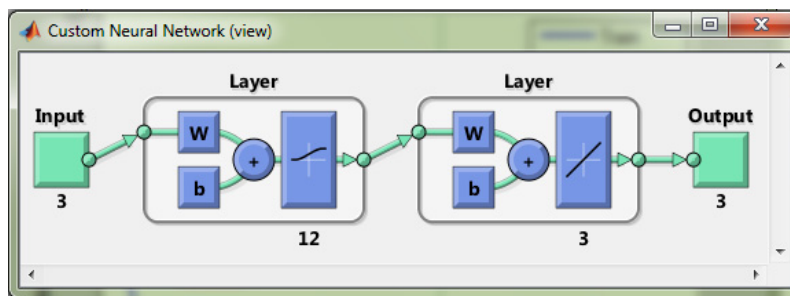 Custom Neural Network (view)
Layer
Layer
Input
Output
W
W
+
+
b
b
3
3
12
3